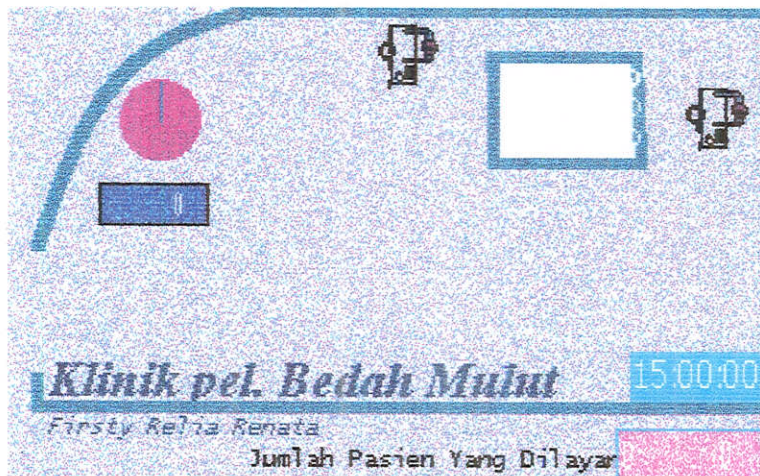 Klinik pel. Bedah Mulut
15:00:00
Firsty Relia Renata
Jumlah Pasien Yang Dilayar